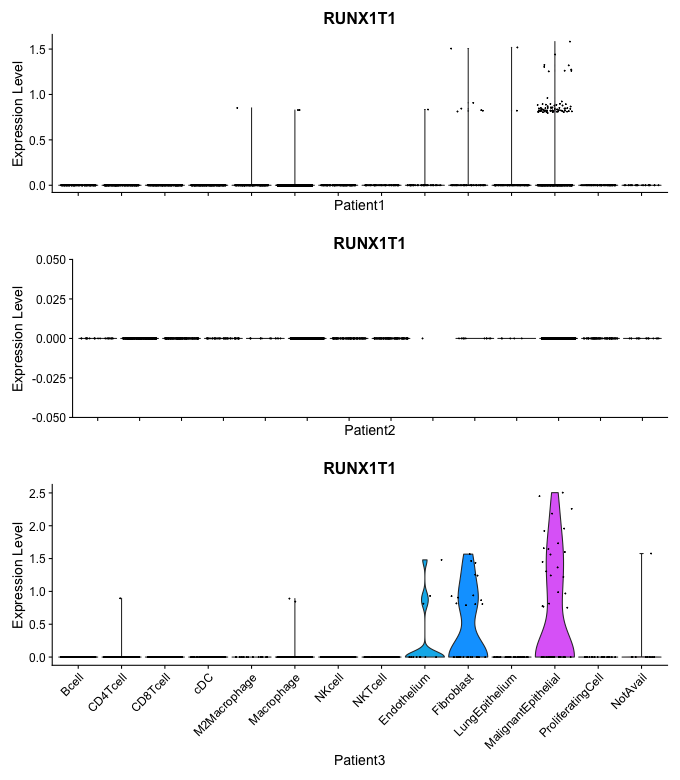 RUNX1T1
Expression Level
1.5
1.0
0.5
0.0
Patient1
RUNX1T1
Expression Level
0.050
0.025
0.000
-0.025
-0.050
Patient2
RUNX1T1
Expression Level
2.5
2.0
1.5
1.0
0.5
0.0
Bcell
CD4Tcell
CD8Tcell
cDC
M2Macrophage
Macrophage
NKcell
NKTcell
Endothelium
Fibroblast
LungEpithelium
MalignantEpithelial
ProliferatingCell
NotAvail
Patient3